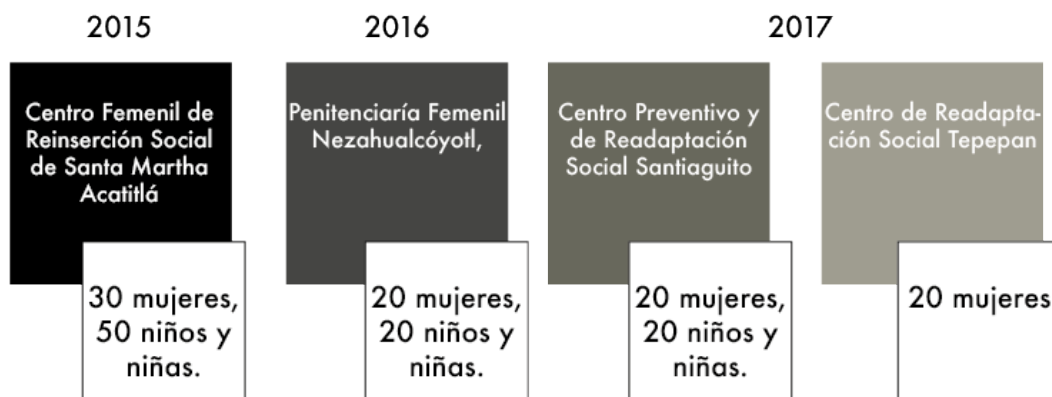 2015
2016
2017
Centro Femenil de
Reinserción Social
de Santa Martha
Acatitlá
Penitenciaría Femenil
Nezahualcóyotl,
Centro Preventivo y
de Readaptación
Social Santiaguito
Centro de Readapta-
ción Social Tepepan
30 mujeres,
50 niños y
niñas.
20 mujeres,
20 niños y
niñas.
20 mujeres,
20 niños y
niñas.
20 mujeres